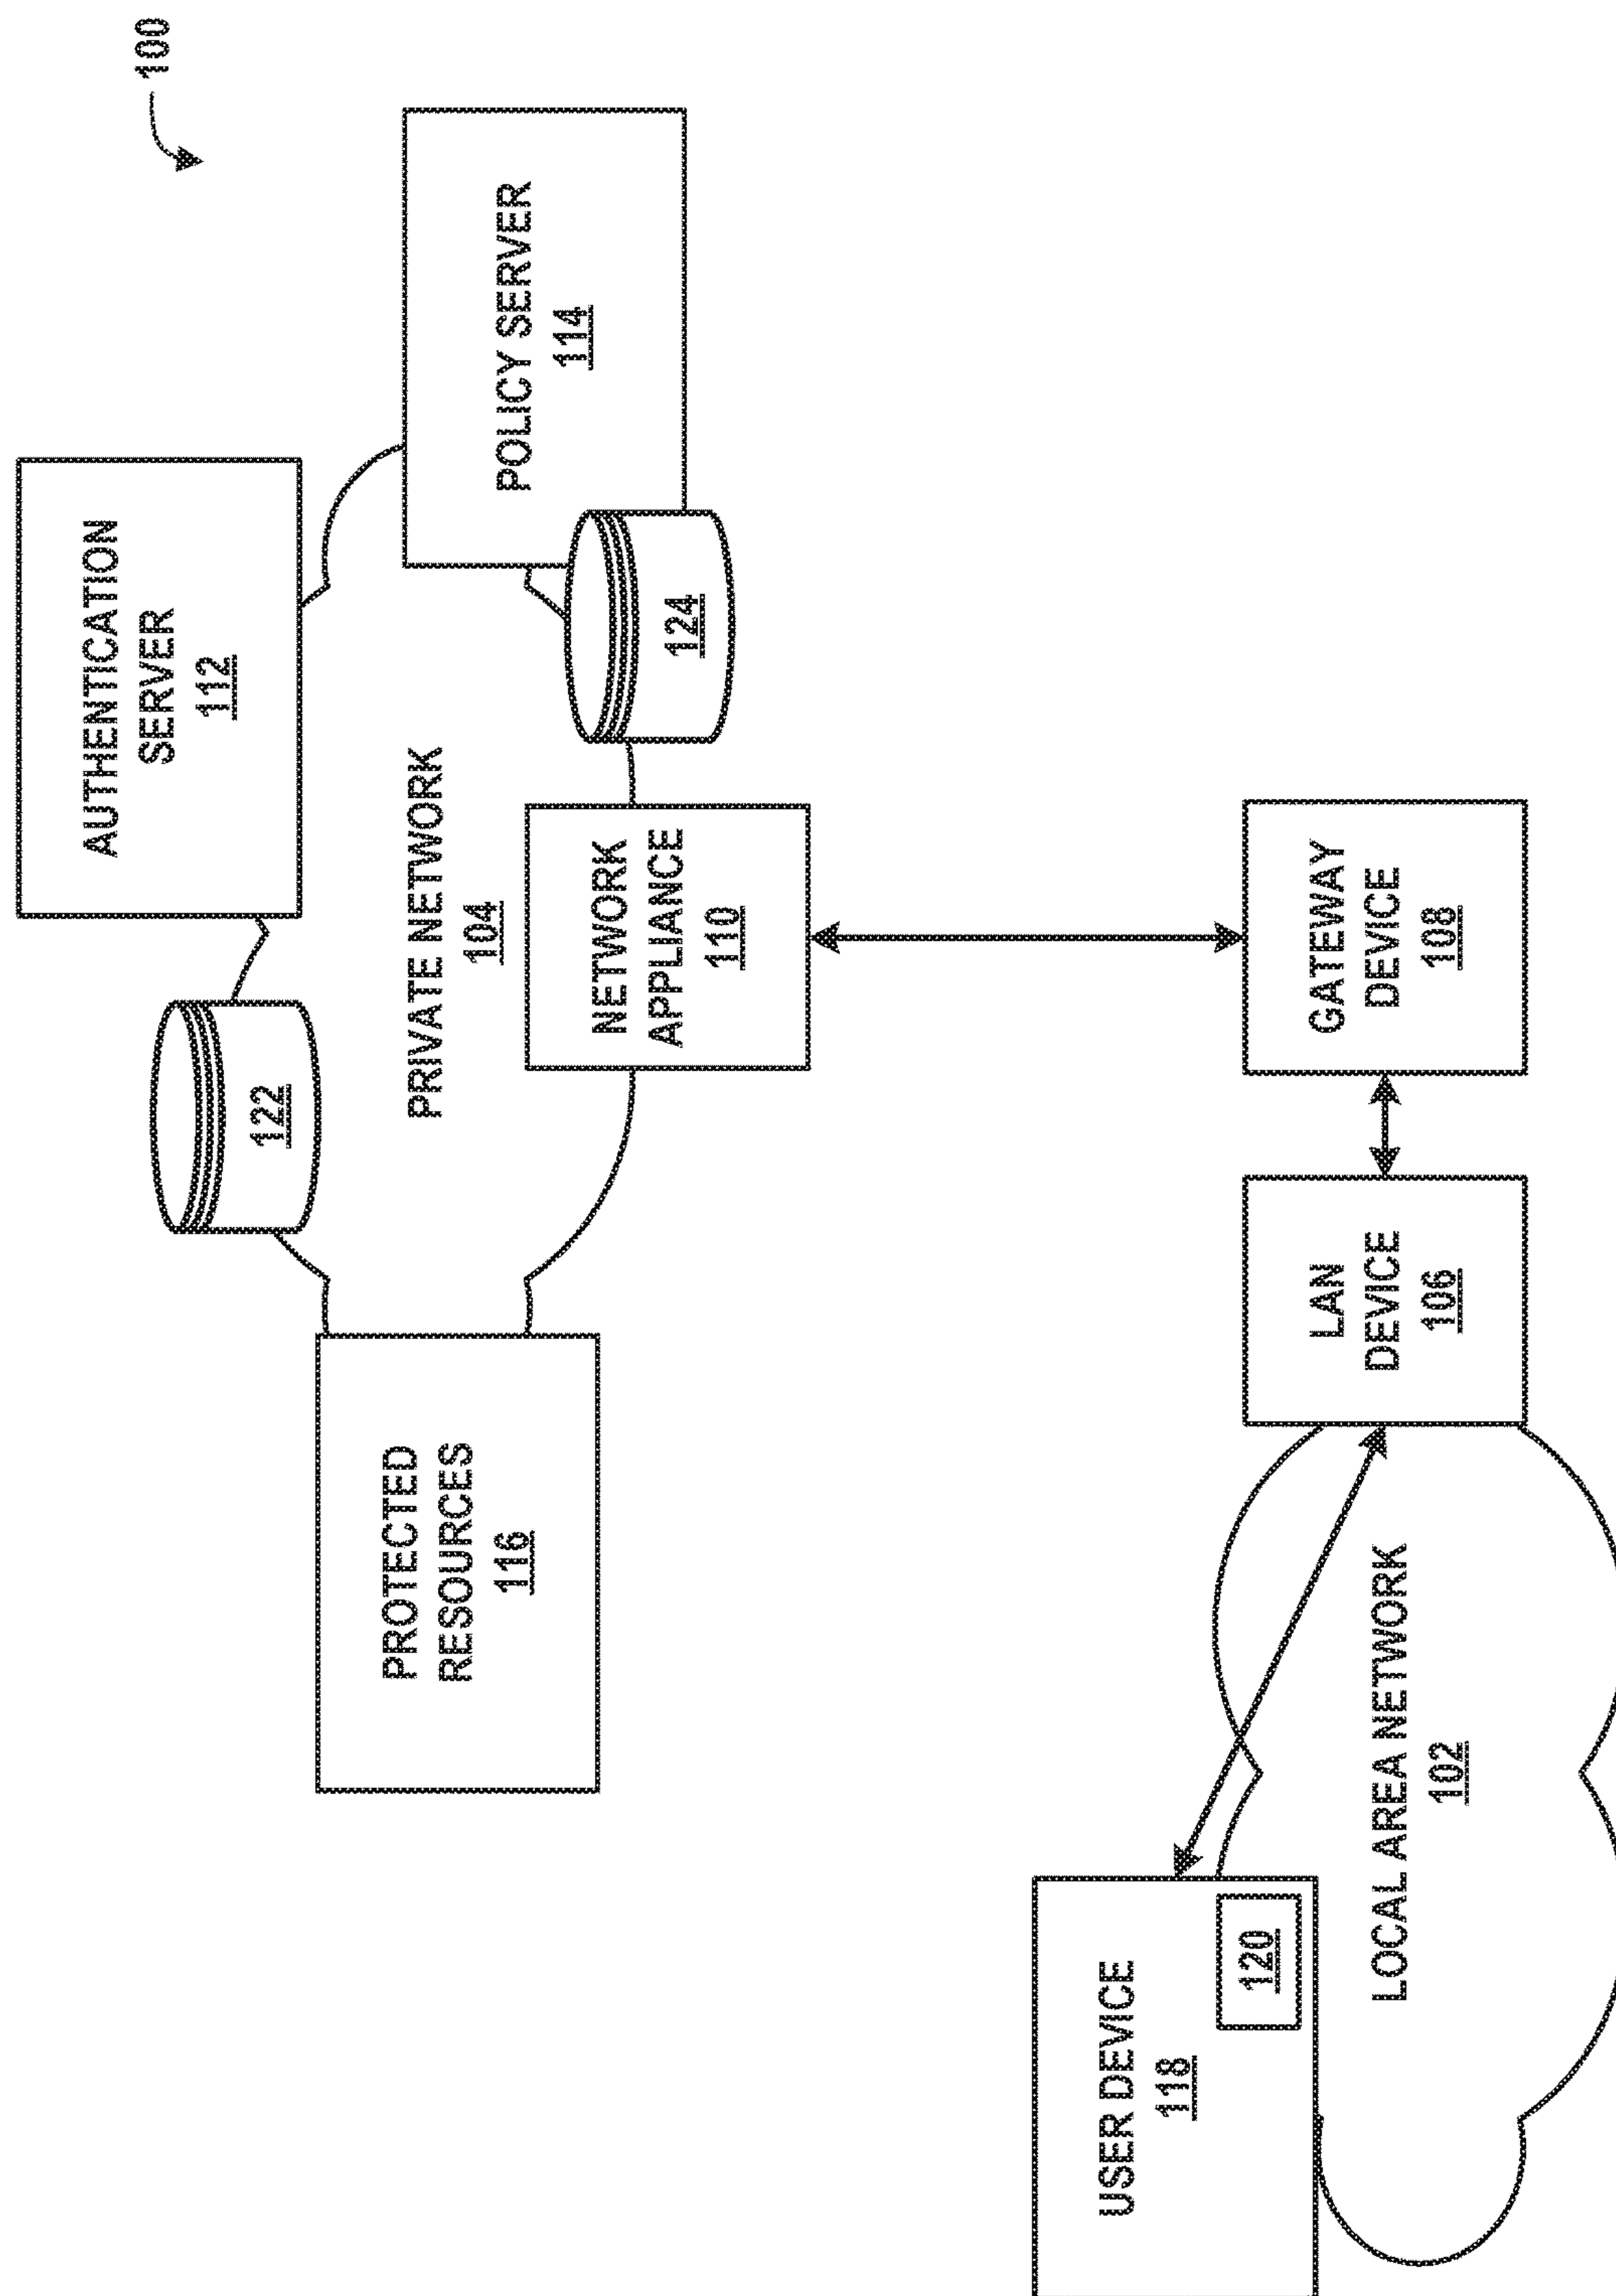 100
AUTHENTICATION
SERVER
112
POLICY SERVER
114
122
PRIVATE NETWORK
104
124
PROTECTED
RESOURCES
116
NETWORK
APPLIANCE
110
USER DEVICE
118
120
LAN
DEVICE
106
GATEWAY
DEVICE
108
LOCAL AREA NETWORK
102